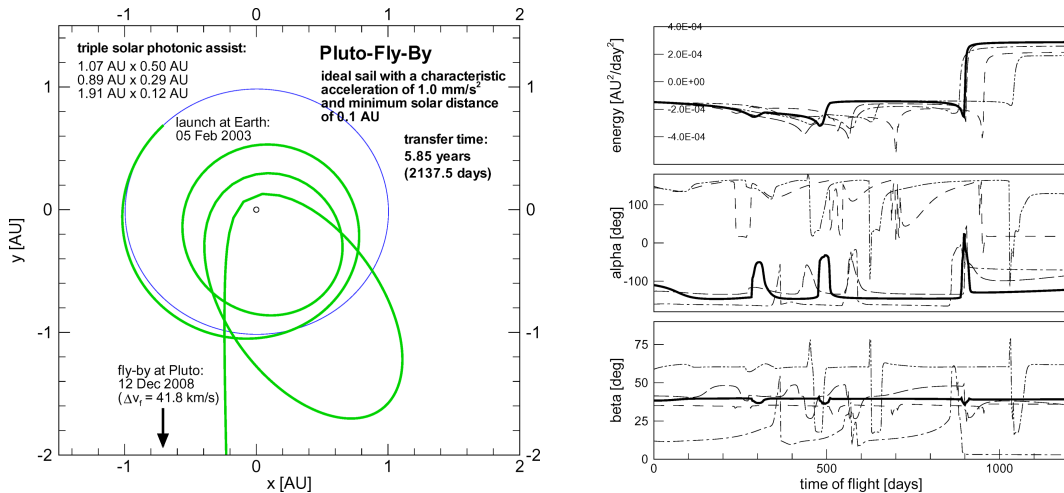 -1 0 1 2
triple solar photonic assist:
1.07 AU x 0.50 AU
0.89 AU x 0.29 AU
1.91 AU x 0.12 AU
Pluto-Fly-By
ideal sail with a characteristic
acceleration of 1.0 mm/s²
and minimum solar distance
of 0.1 AU
launch at Earth:
05 Feb 2003
transfer time:
5.85 years
(2137.5 days)
1
0
-1
-2
y [AU]
1
0
-1
-2
fly-by at Pluto:
12 Dec 2008
(Δvf = 41.8 km/s)
-1 0 1 2
x [AU]
4.0E-04
2.0E-04
0.0E+00
-2.0E-04
-4.0E-04
energy [AU²/day²]
100
0
-100
alpha [deg]
75
50
25
0
beta [deg]
0 500 1000
time of flight [days]